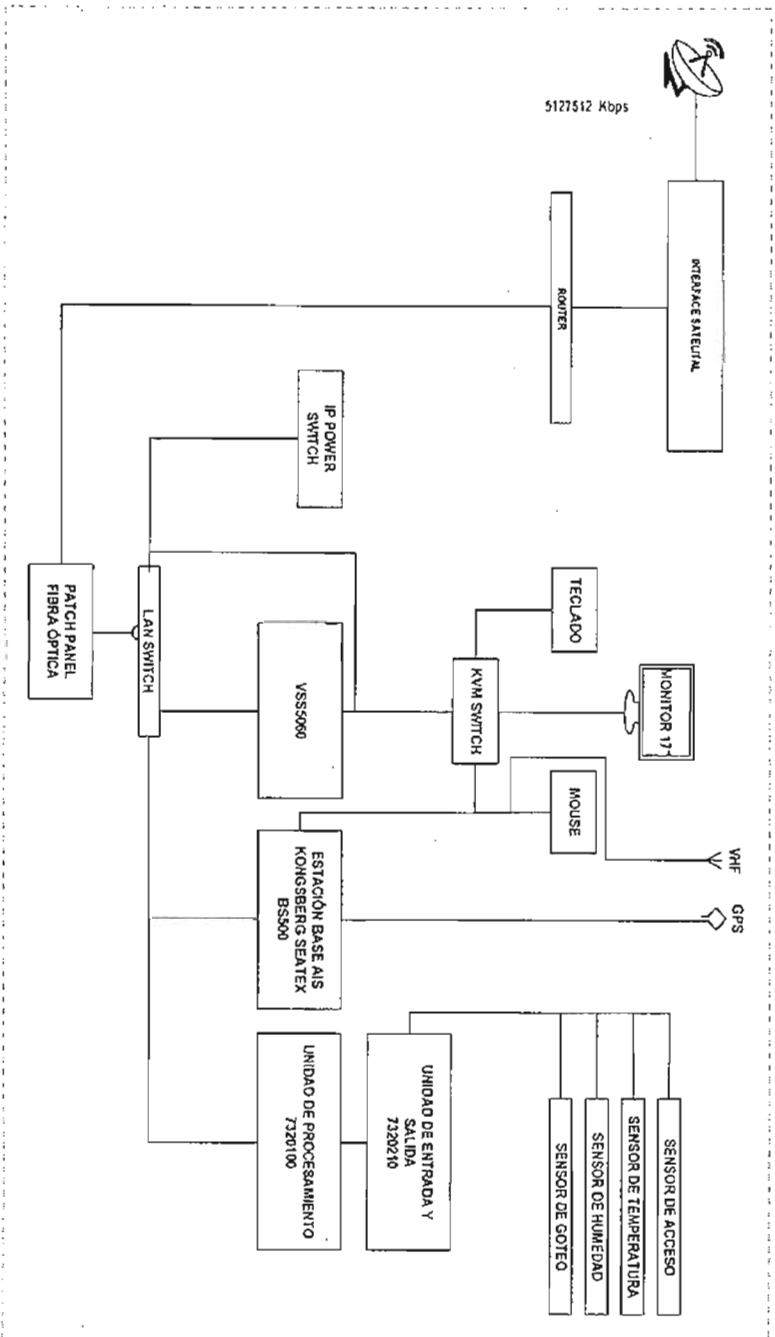 5127512 Kbps
INTERFACE SATELITAL
ROUTER
VHF
GPS
MONITOR 17"
TECLADO
MOUSE
KVM SWITCH
SENSOR DE ACCESO
SENSOR DE TEMPERATURA
SENSOR DE HUMEDAD
SENSOR DE GOTEO
IP POWER
SWITCH
VSS5060
ESTACIÓN BASE AIS
KONGSBERG SEATEX
BS500
UNIDAD DE ENTRADA Y
SALIDA
7320210
UNIDAD DE PROCESAMIENTO
7320100
LAN SWITCH
PATCH PANEL
FIBRA ÓPTICA